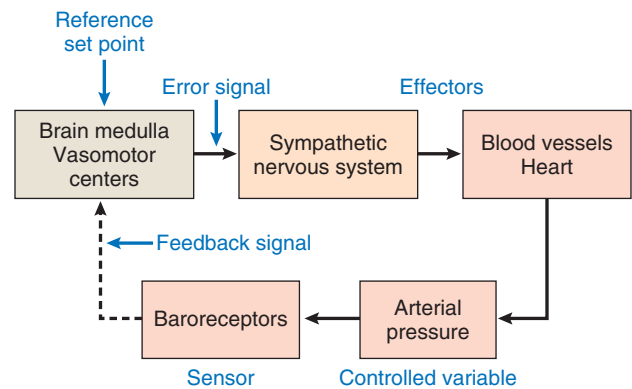 Reference
set point
Error signal
Effectors
Brain medulla
Vasomotor
centers
Sympathetic
nervous system
Blood vessels
Heart
Feedback signal
Baroreceptors
Arterial
pressure
Sensor
Controlled variable